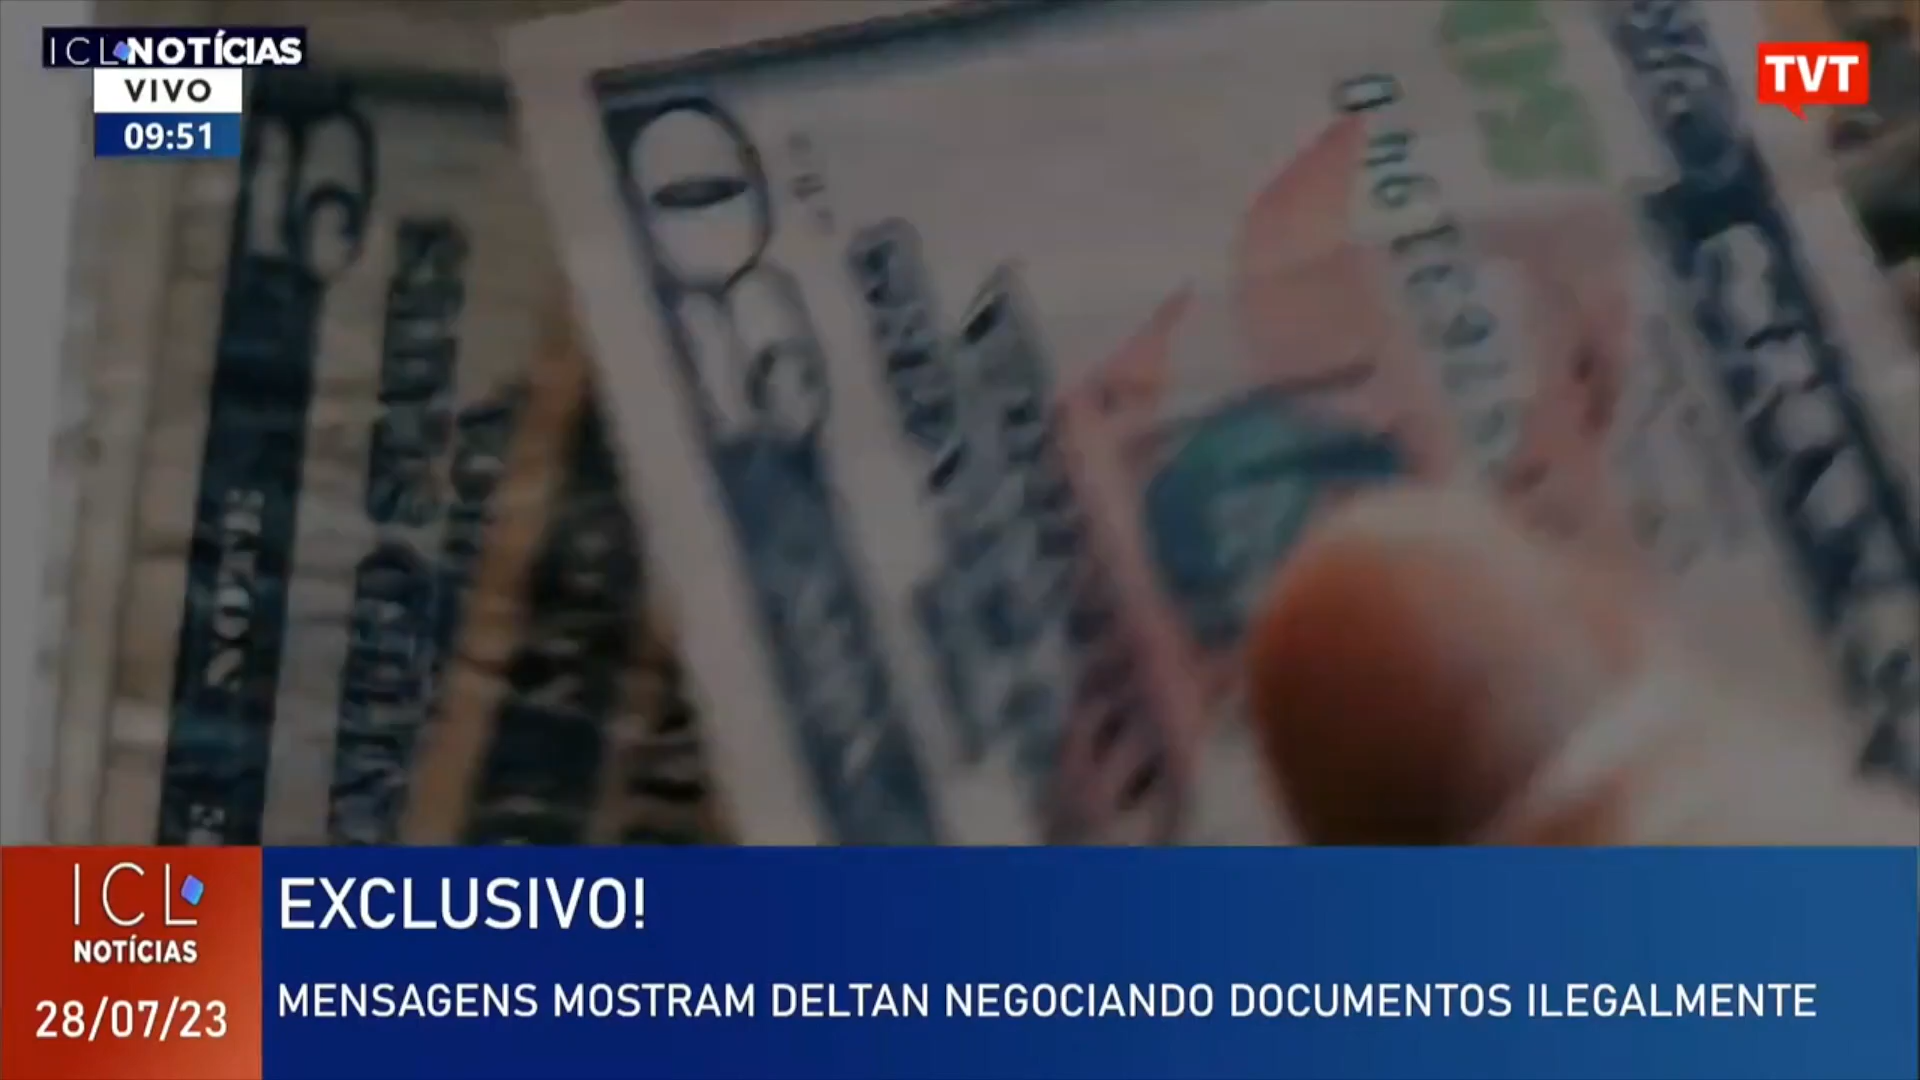 ICL NOTÍCIAS
VIVO
09:51
TVT
ICL
NOTÍCIAS
28/07/23
EXCLUSIVO!
MENSAGENS MOSTRAM DELTAN NEGOCIANDO DOCUMENTOS ILEGALMENTE